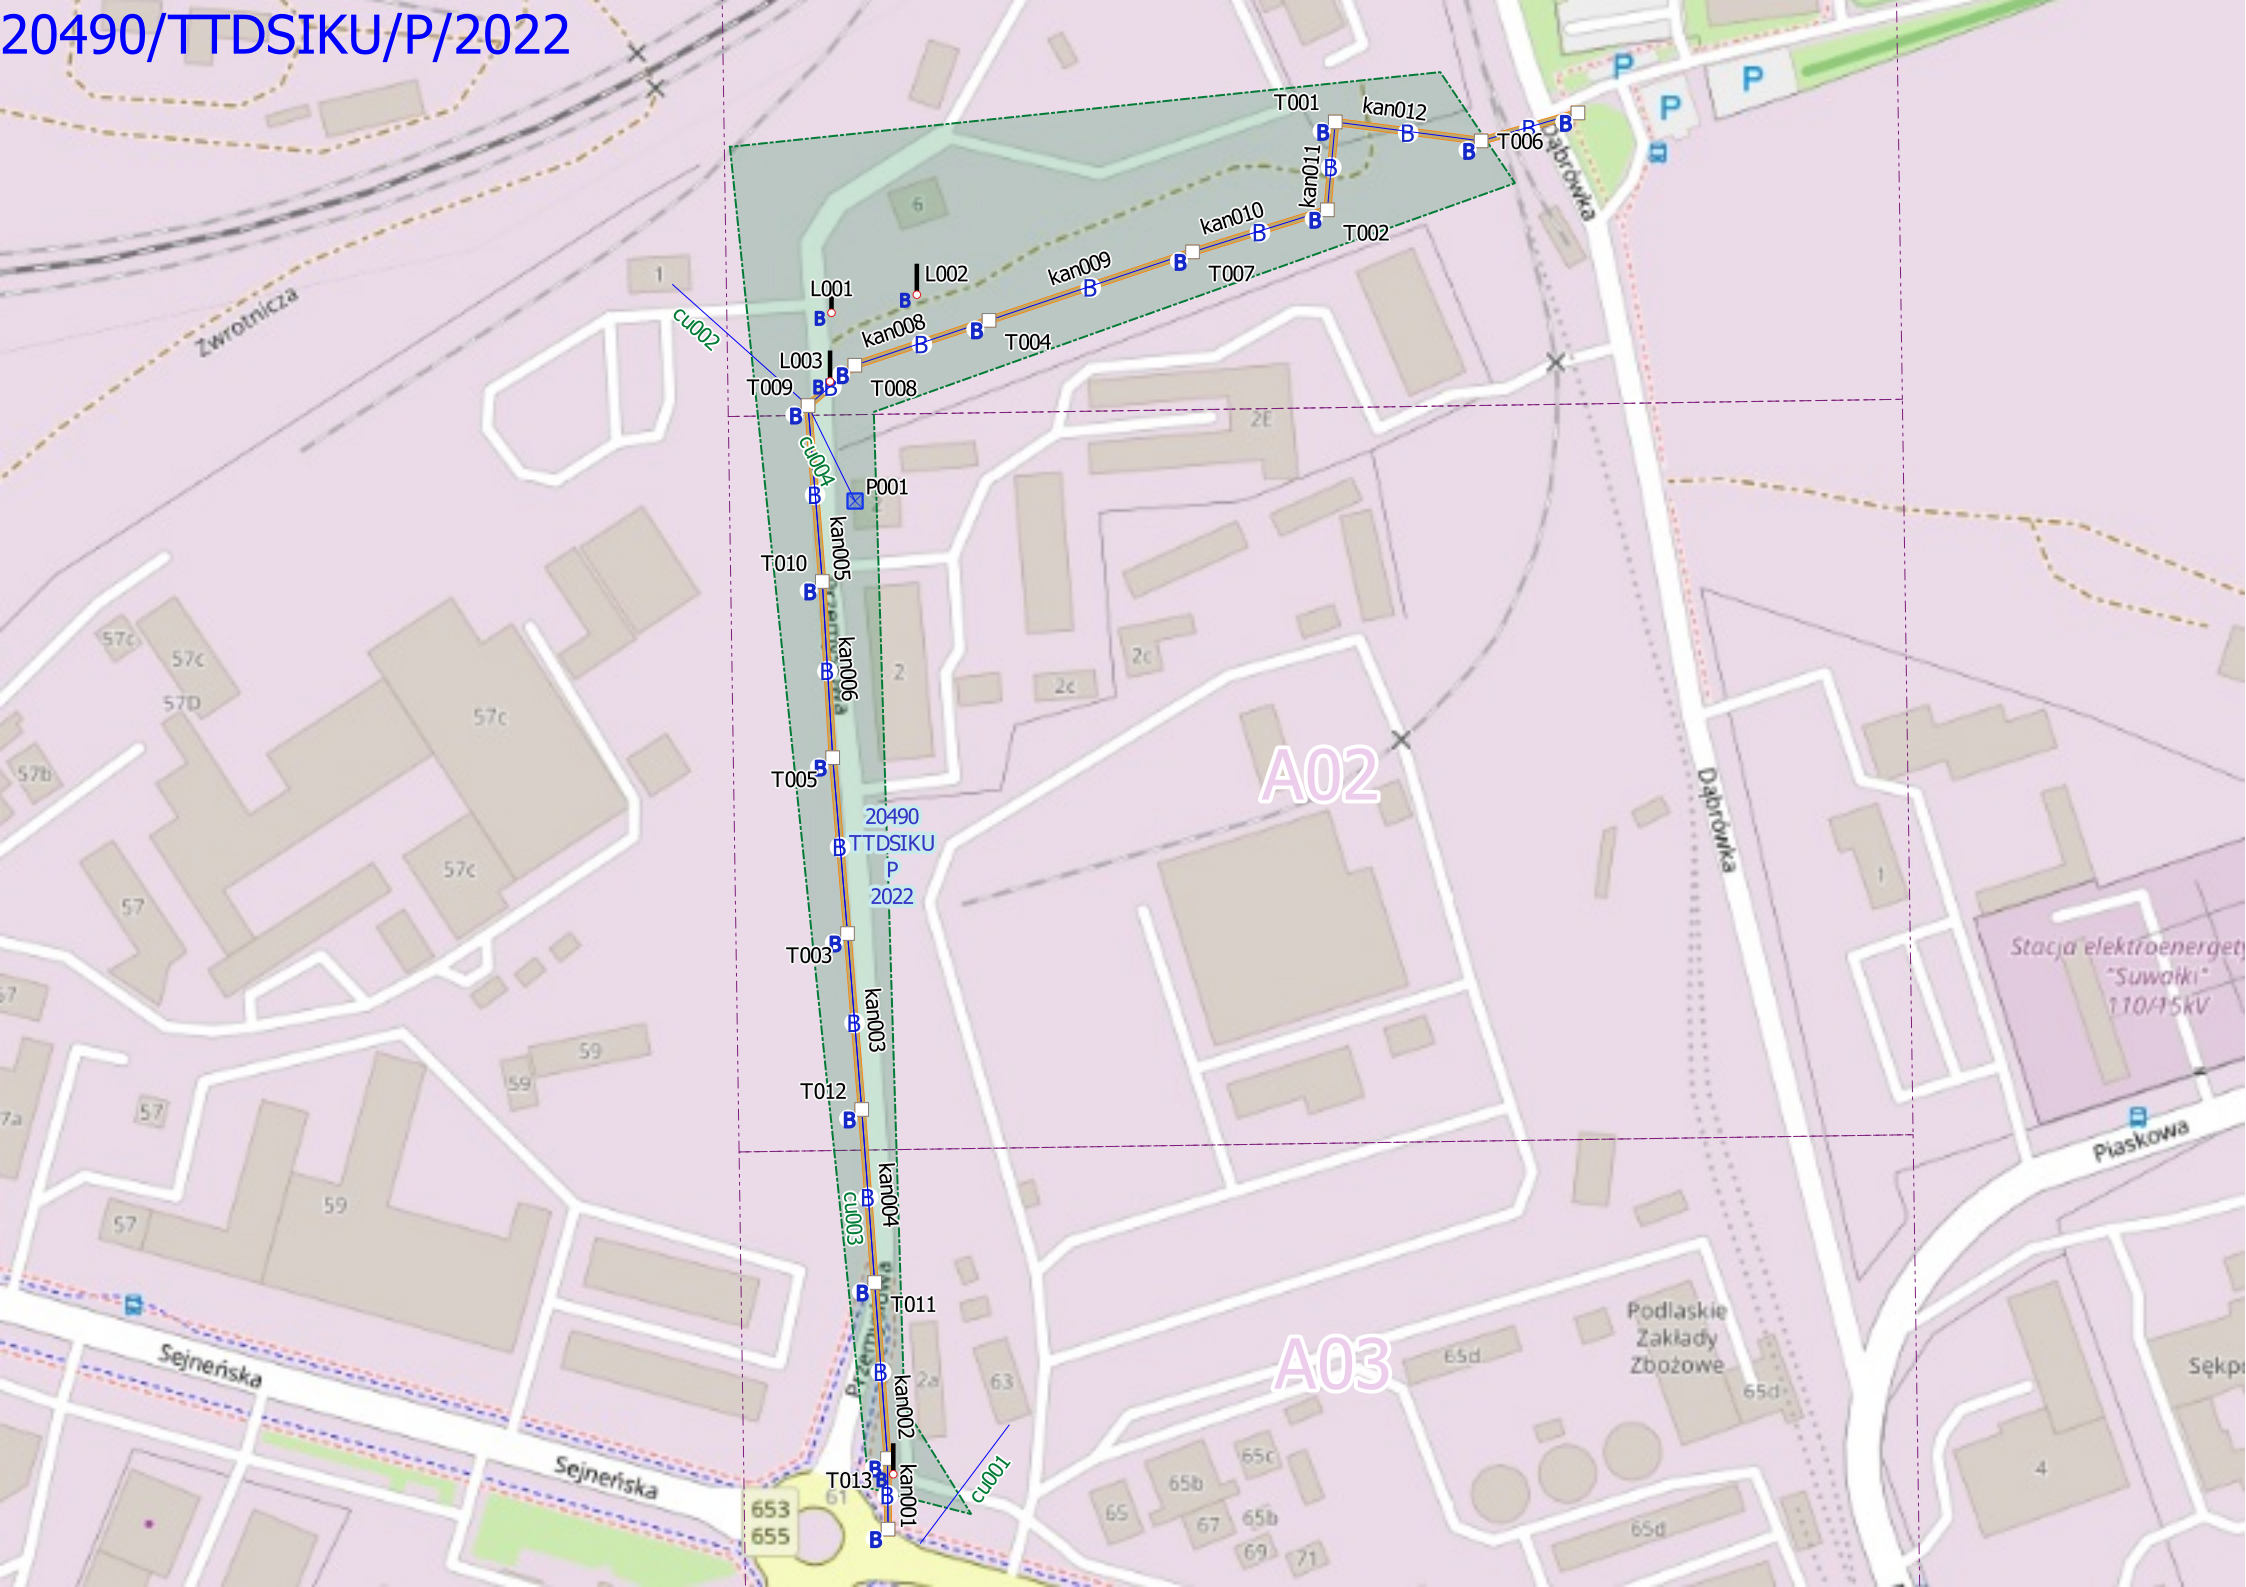 20490/TTDSIKU/P/2022
T001
kan012
T006
Dąbrówka
P
P
P
kan011
kan010
T002
6
kan009
T007
1
L002
L001
Zwrotnicza
cu002
kan008
T004
L003
T009
T008
2E
cu004
P001
kan005
T010
57c
57c
57D
57c
kan006
2
2c
2c
T005
57b
A02
Dąbrówka
20490
TTDSIKU
P
2022
57c
57
1
T003
Stacja elektroenergety
"Suwałki"
110/15kV
kan003
59
59
T012
57
7a
Piaskowa
57
59
kan004
cu003
T011
Podlaskie
Zakłady
Zbożowe
A03
65d
65d
Sejneńska
2a
63
kan002
Sękp
4
Sejneńska
T013
kan001
cu001
61
653
655
65c
65b
65
67
65b
69
71
65d
B